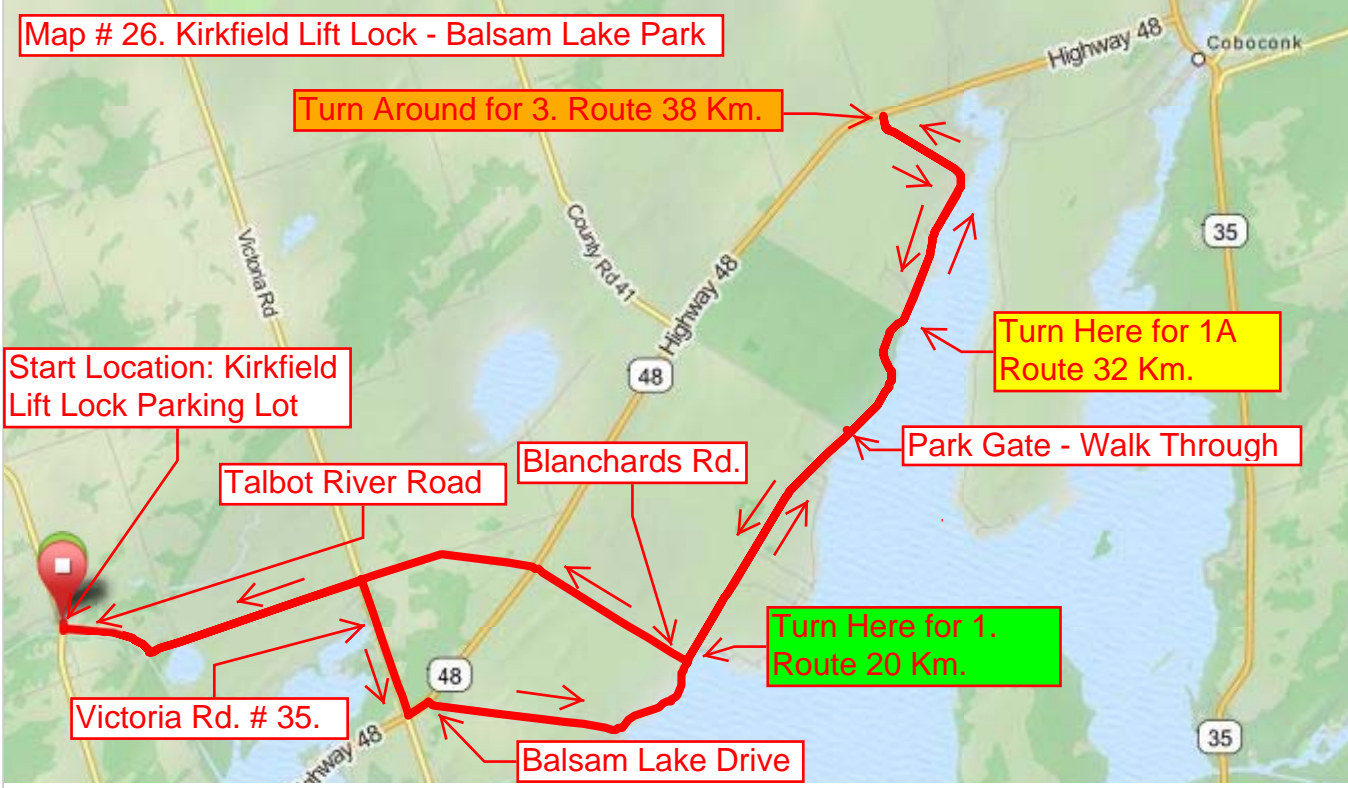 Map # 26. Kirkfield Lift Lock - Balsam Lake Park
Highway 48
Coboconk
Turn Around for 3. Route 38 Km.
County Rd 41
Victoria Rd
Highway 48
35
Turn Here for 1A
Route 32 Km.
Start Location: Kirkfield
Lift Lock Parking Lot
48
Park Gate - Walk Through
Blanchards Rd.
Talbot River Road
Turn Here for 1.
Route 20 Km.
48
Victoria Rd. # 35.
35
Highway 48
Balsam Lake Drive